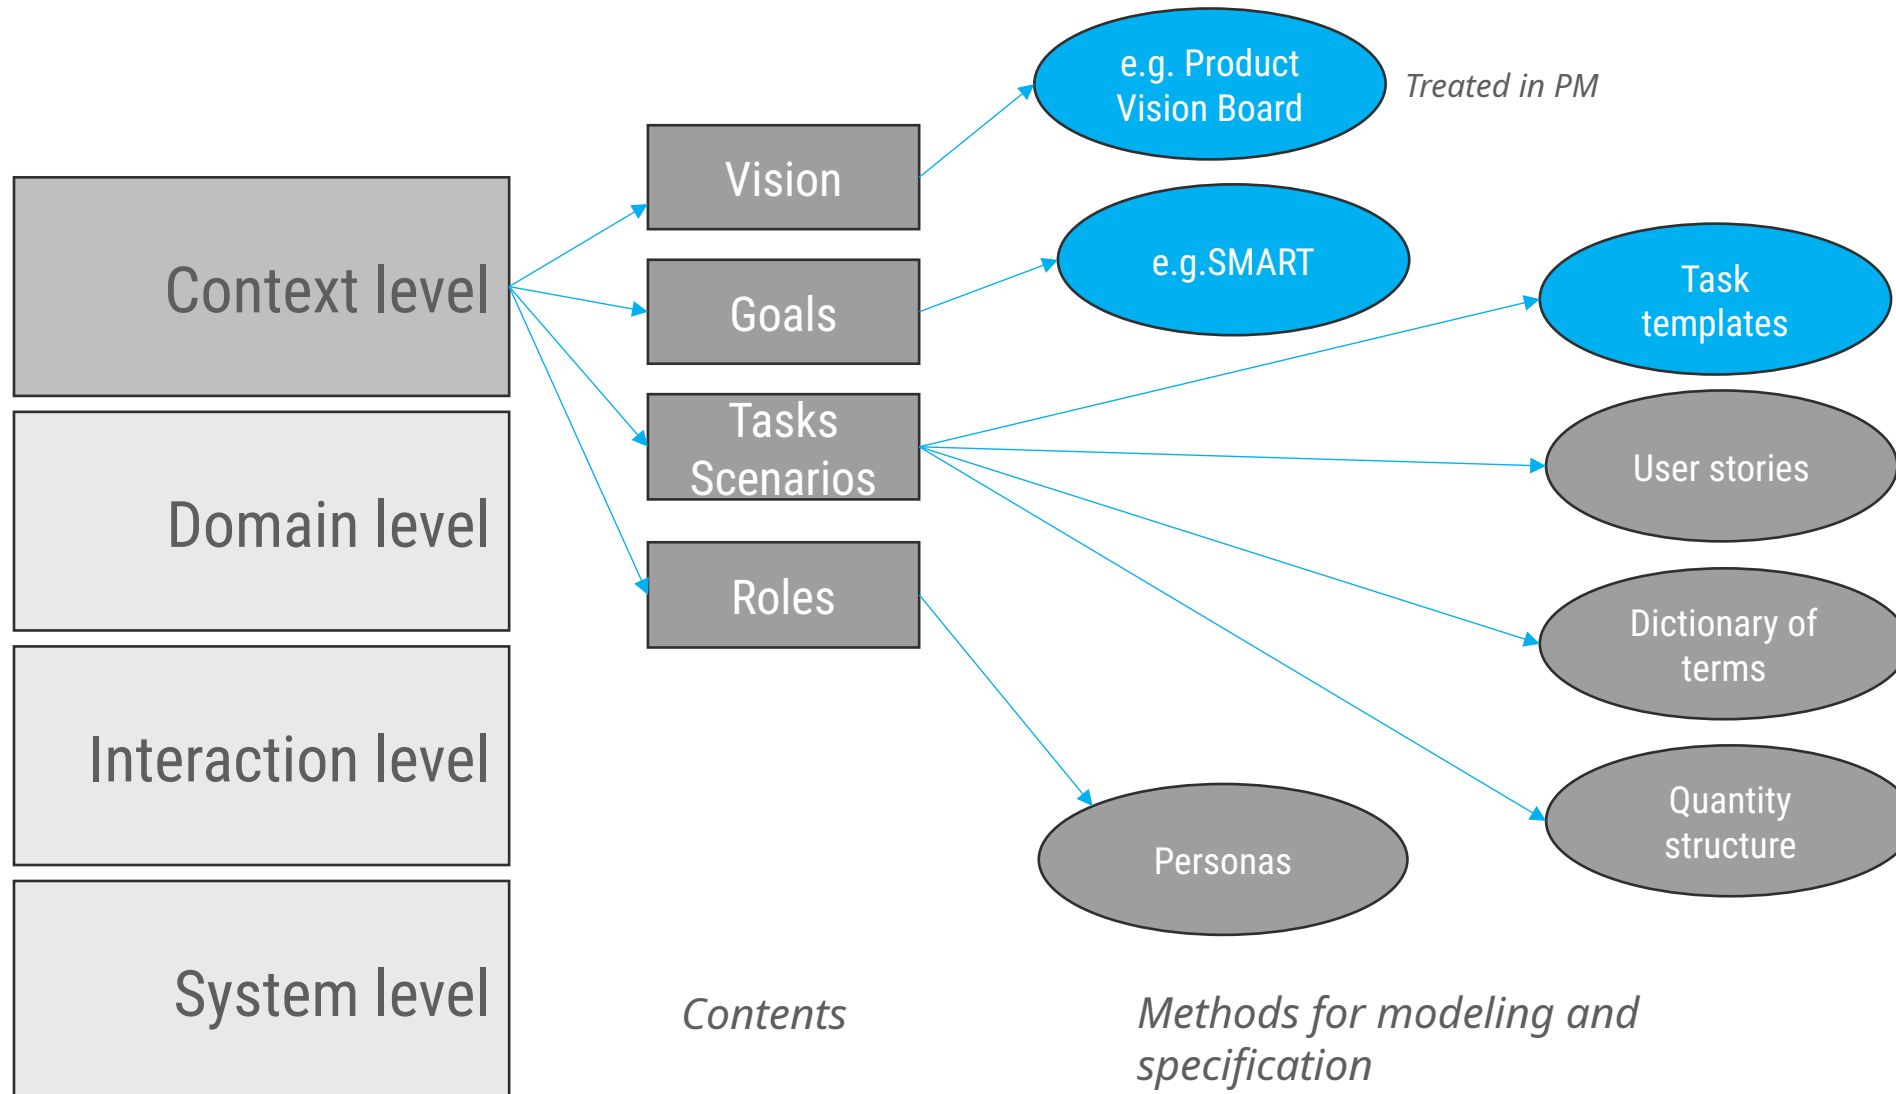 Context level
Domain level
Interaction level
System level
Vision
Goals
Tasks
Scenarios
Roles
Contents
e.g. Product
Vision Board
Treated in PM
e.g.SMART
Task
templates
User stories
Dictionary of
terms
Quantity
structure
Personas
Methods for modeling and
specification